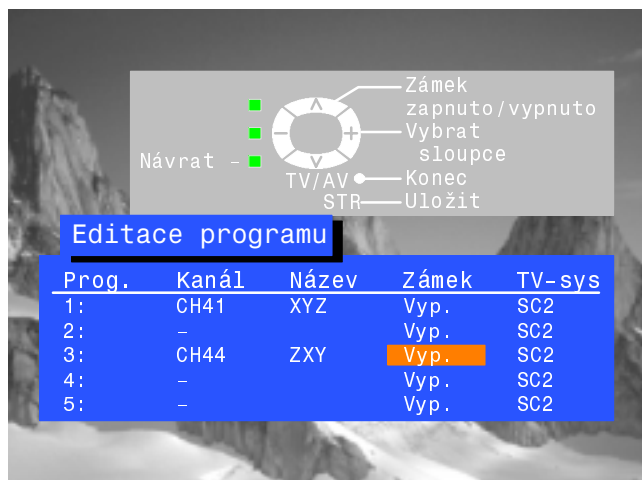 Zámek
zapnuto/vypnuto
Vybrat
sloupce
Návrat –
TV/AV Konec
STR Uložit
Editace programu
Prog. Kanál Název Zámek TV-sys
1: CH41 XYZ Vyp. SC2
2: – Vyp. SC2
3: CH44 ZXY Vyp. SC2
4: – Vyp. SC2
5: – Vyp. SC2